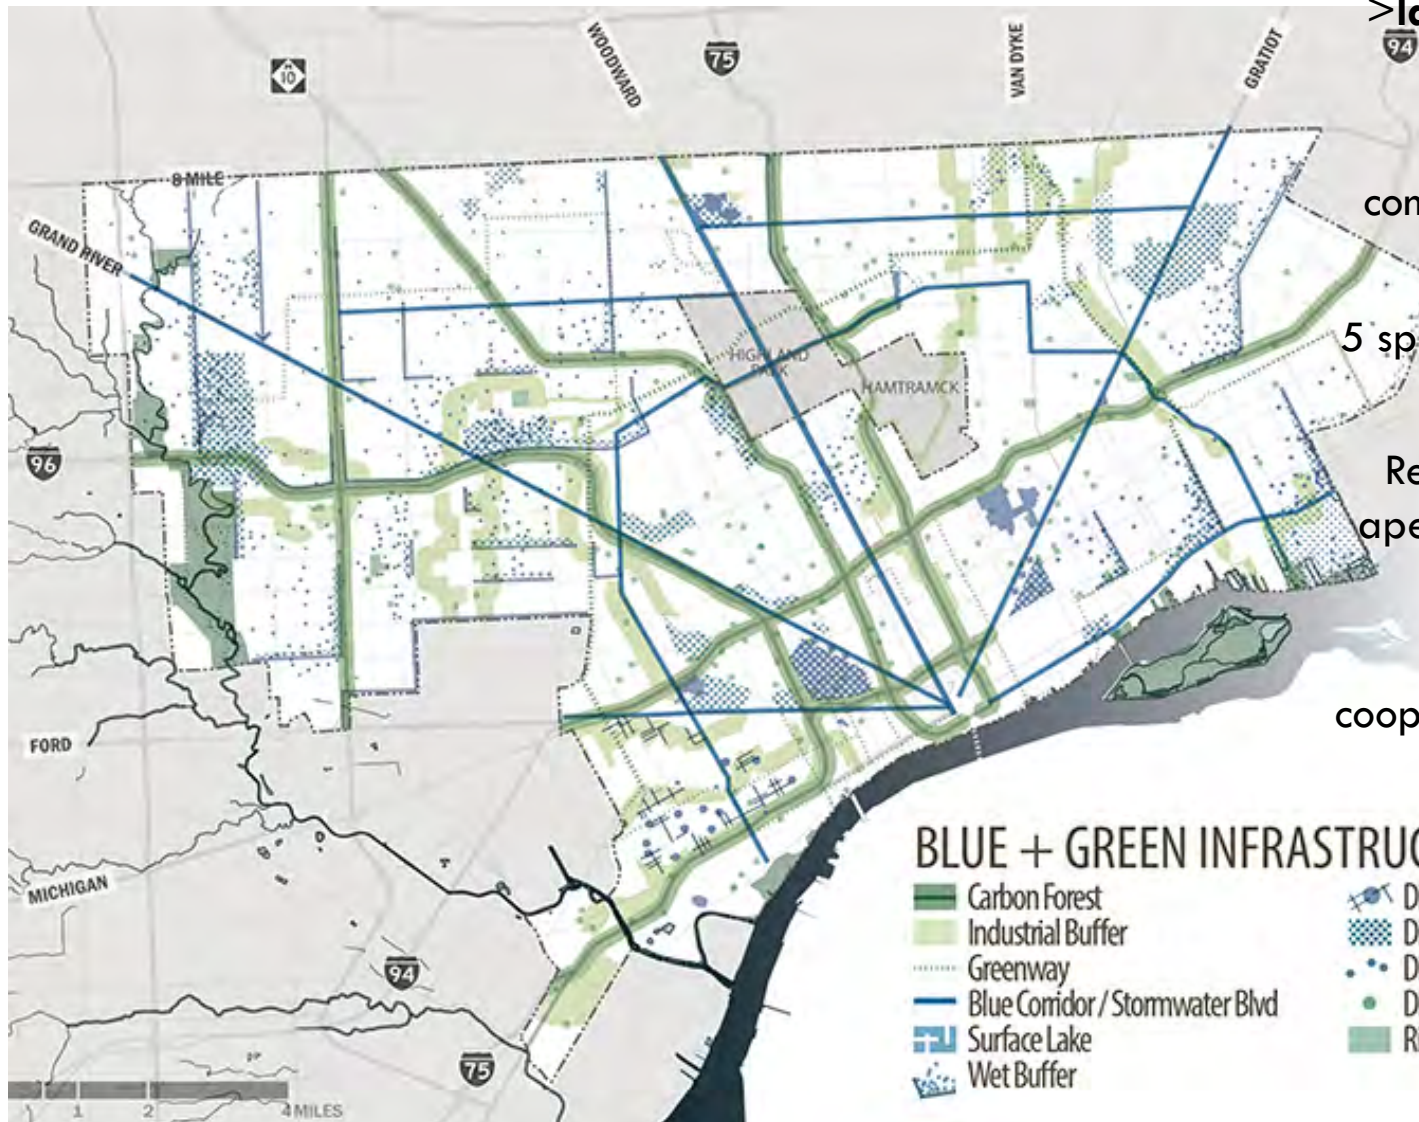 >la
WOODWARD
75
VAN DYKE
GRATIOT
94
M
10
8 MILE
con
GRAND RIVER
5 sp
HIGHLAND
PARK
HAMTRAMCK
96
Re
ape
coop
FORD
BLUE + GREEN INFRASTRUC
MICHIGAN
Carbon Forest
Industrial Buffer
Greenway
Blue Corridor / Stormwater Blvd
Surface Lake
Wet Buffer
D
D
D
D
R
94
75
1
2
4 MILES